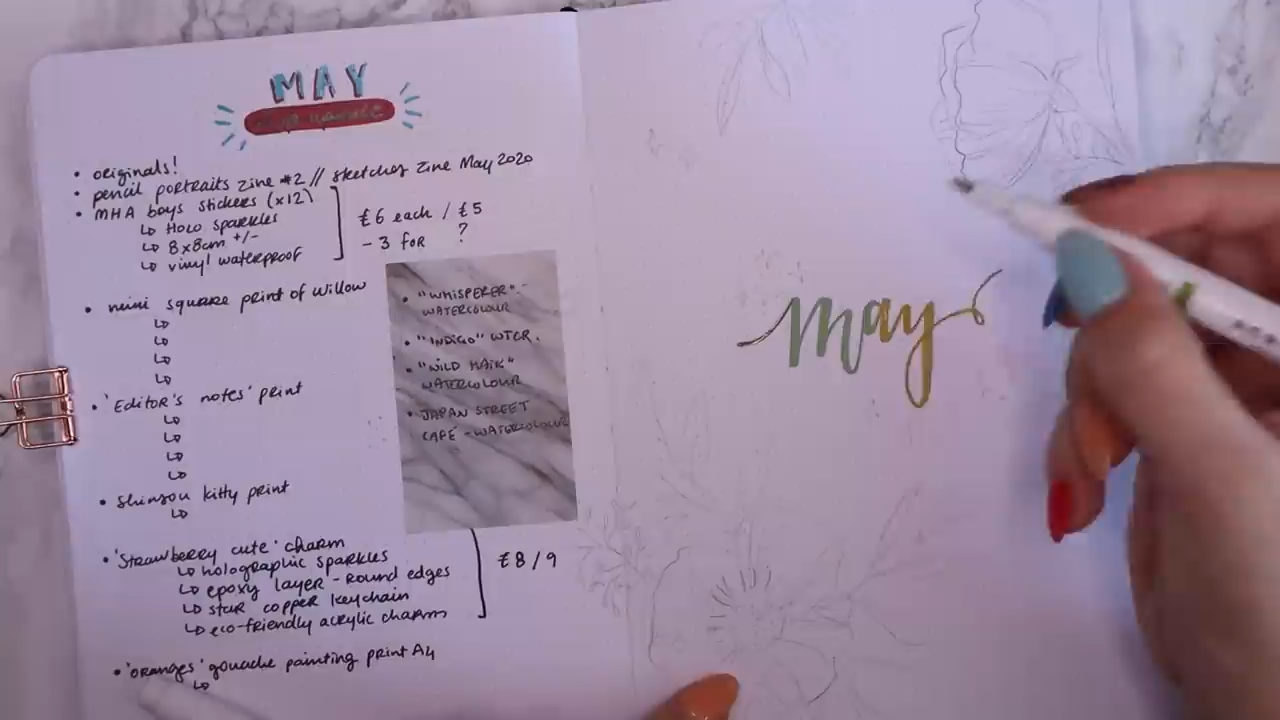 MAY
• originals!
• pencil portraits zine #2 // sketches zine May 2020
• MHA boys stickers (x12)
↳ Holo sparkles
↳ 8x8cm +/-
↳ vinyl waterproof
£6 each / £5
- 3 for ?
• mini square print of Willow
↳
↳
↳
↳
• 'Editor's notes' print
↳
↳
↳
↳
• Shinsou kitty print
↳
• "WHISPERER" -
WATERCOLOUR
• "INDIGO" WTCR.
• "WILD HAIR"
WATERCOLOUR
• JAPAN STREET
CAFÉ - WATERCOLOUR
• 'Strawberry cute' charm
↳ holographic sparkles
↳ epoxy layer - round edges
↳ star copper keychain
↳ eco-friendly acrylic charm
£8 / 9
• 'oranges' gouache painting print A4
↳
may